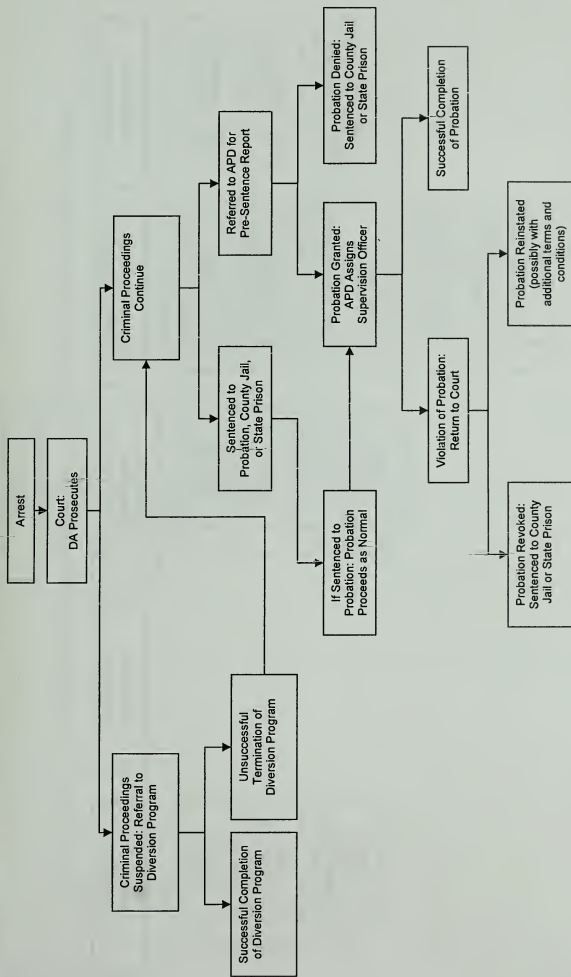 Arrest
Court:
DA Prosecutes
Criminal Proceedings
Suspended: Referral to
Diversion Program
Criminal Proceedings
Continue
Successful Completion
of Diversion Program
Unsuccessful
Termination of
Diversion Program
Sentenced to
Probation, County Jail,
or State Prison
Referred to APD for
Pre-Sentence Report
If Sentenced to
Probation: Probation
Proceeds as Normal
Probation Granted:
APD Assigns
Supervision Officer
Probation Denied:
Sentenced to County Jail
or State Prison
Violation of Probation:
Return to Court
Successful Completion
of Probation
Probation Revoked:
Sentenced to County
Jail or State Prison
Probation Reinstated
(possibly with
additional terms and
conditions)